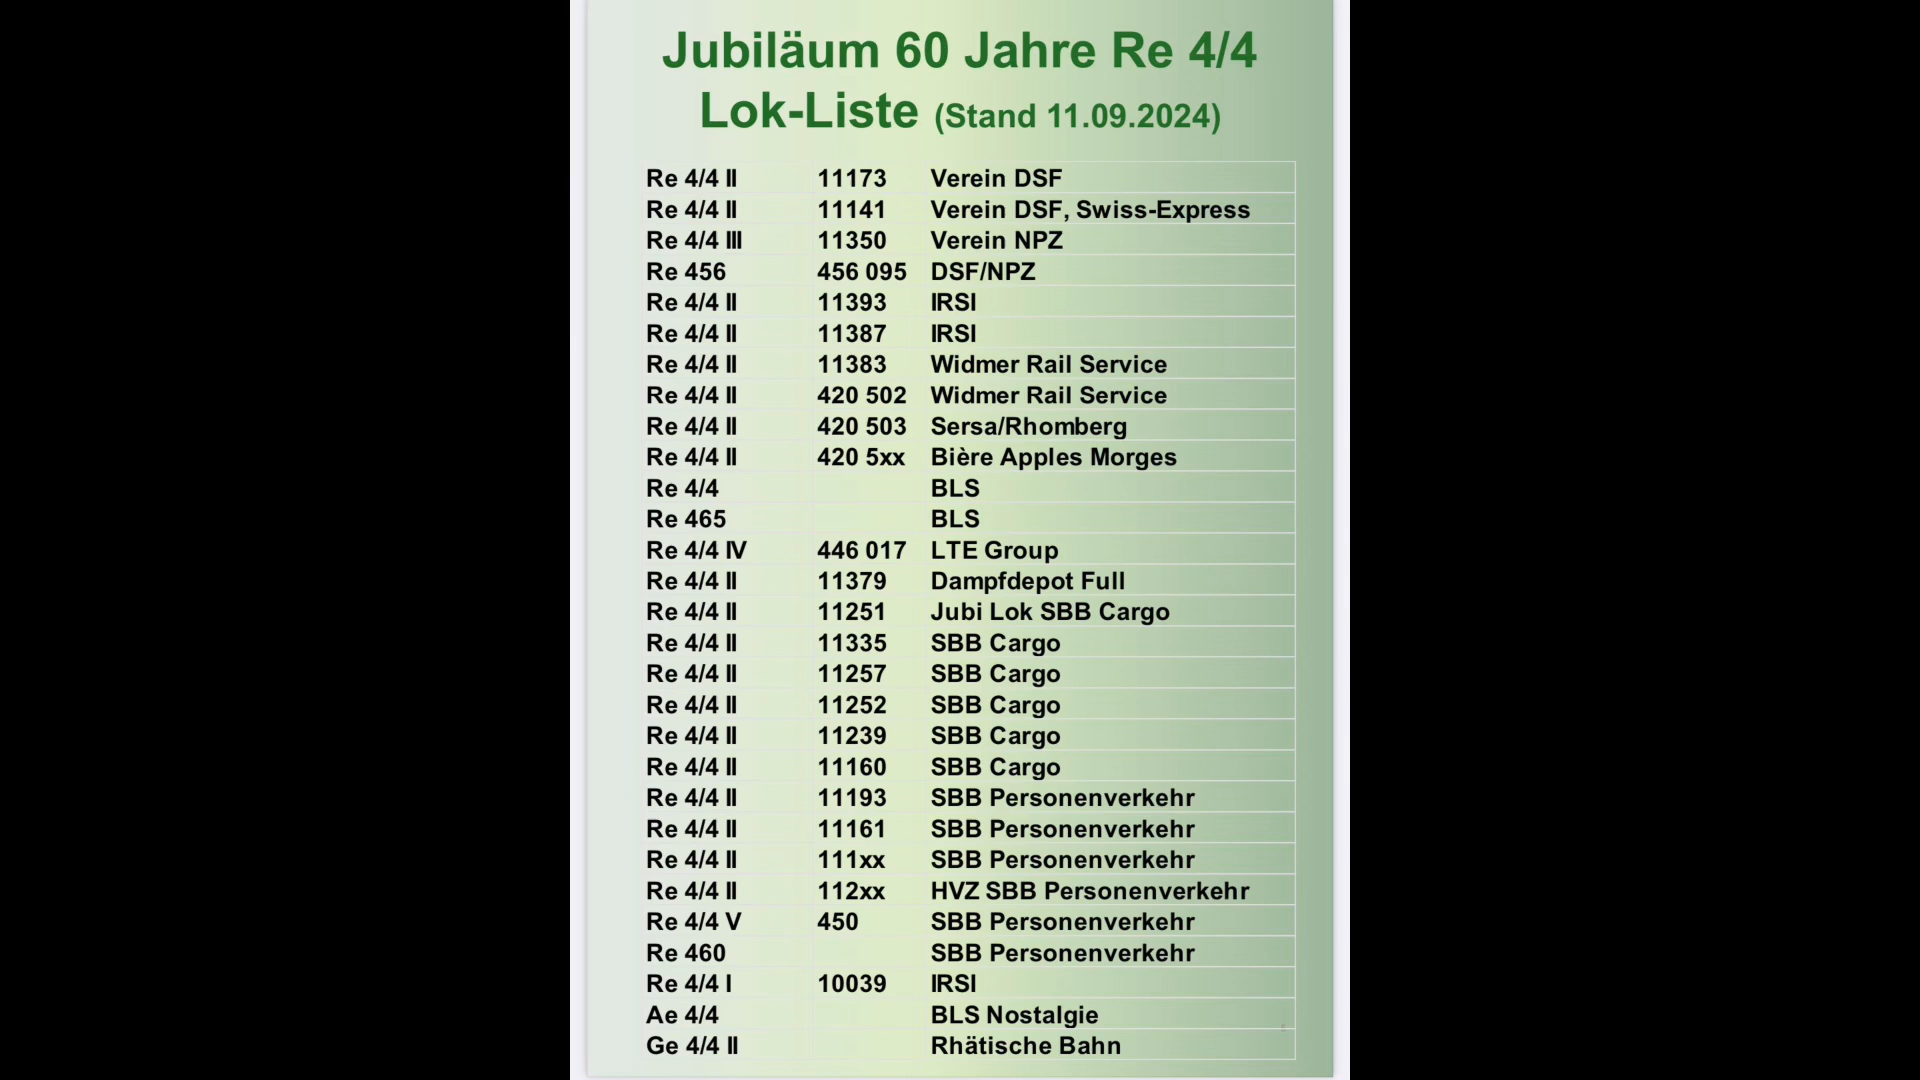 Jubiläum 60 Jahre Re 4/4
Lok-Liste (Stand 11.09.2024)
Re 4/4 II 11173 Verein DSF
Re 4/4 II 11141 Verein DSF, Swiss-Express
Re 4/4 III 11350 Verein NPZ
Re 456 456 095 DSF/NPZ
Re 4/4 II 11393 IRSI
Re 4/4 II 11387 IRSI
Re 4/4 II 11383 Widmer Rail Service
Re 4/4 II 420 502 Widmer Rail Service
Re 4/4 II 420 503 Sersa/Rhomberg
Re 4/4 II 420 5xx Bière Apples Morges
Re 4/4 BLS
Re 465 BLS
Re 4/4 IV 446 017 LTE Group
Re 4/4 II 11379 Dampfdepot Full
Re 4/4 II 11251 Jubi Lok SBB Cargo
Re 4/4 II 11335 SBB Cargo
Re 4/4 II 11257 SBB Cargo
Re 4/4 II 11252 SBB Cargo
Re 4/4 II 11239 SBB Cargo
Re 4/4 II 11160 SBB Cargo
Re 4/4 II 11193 SBB Personenverkehr
Re 4/4 II 11161 SBB Personenverkehr
Re 4/4 II 111xx SBB Personenverkehr
Re 4/4 II 112xx HVZ SBB Personenverkehr
Re 4/4 V 450 SBB Personenverkehr
Re 460 SBB Personenverkehr
Re 4/4 I 10039 IRSI
Ae 4/4 BLS Nostalgie
Ge 4/4 II Rhätische Bahn